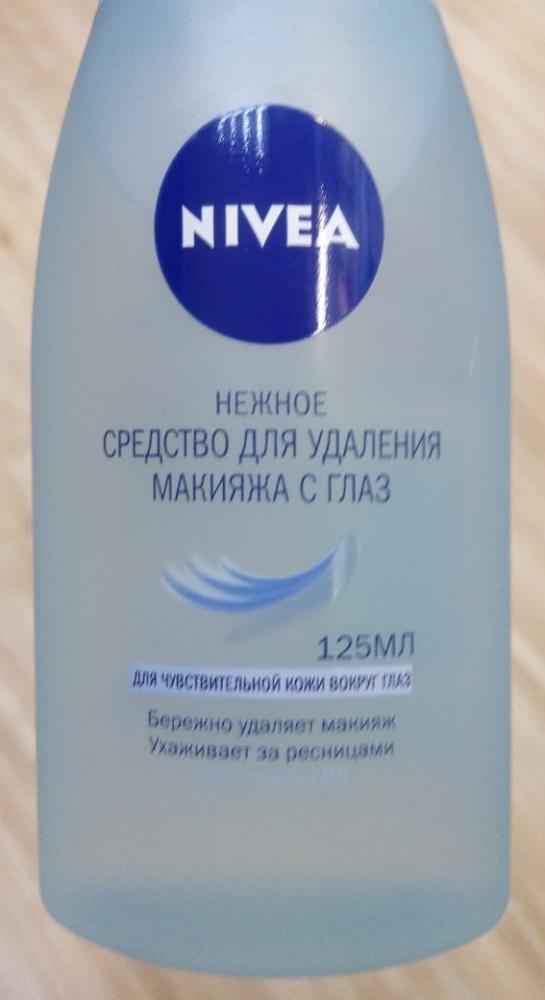 NIVEA
НЕЖНОЕ
СРЕДСТВО ДЛЯ УДАЛЕНИЯ
МАКИЯЖА С ГЛАЗ
125МЛ
ДЛЯ ЧУВСТВИТЕЛЬНОЙ КОЖИ ВОКРУГ ГЛАЗ
Бережно удаляет макияж
Ухаживает за ресницами